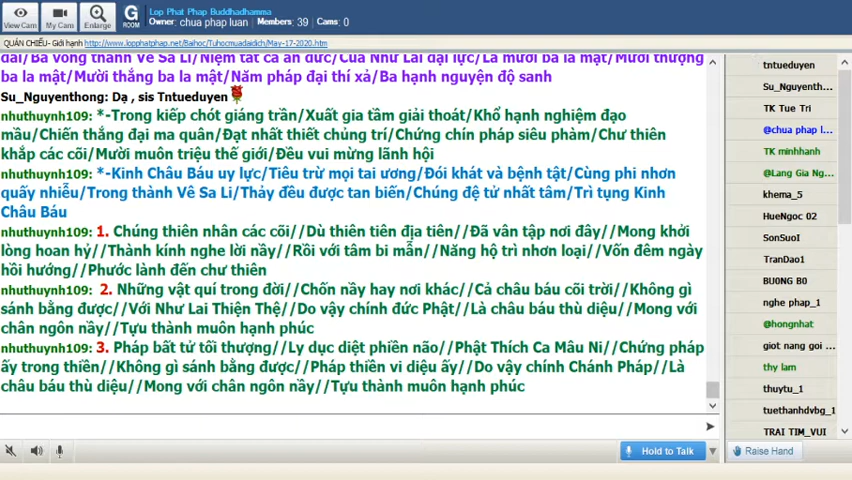 View Cam
My Cam
Enlarge
G
ROOM
Lop Phat Phap Buddhadhamma
Owner: chua phap luan Members: 39 Cams: 0
QUÁN CHIẾU- Giới hạnh http://www.lopphatphap.net/Baihoc/Tuhocmuadaidich/May-17-2020.htm
dài/Ba vòng thành Vê Sa Li/Niệm tất cả ân đức/Của Như Lai đại lực/Là mười ba la mật/Mười thượng
ba la mật/Mười thắng ba la mật/Năm pháp đại thí xả/Ba hạnh nguyện độ sanh
Su_Nguyenthong: Dạ , sis Tntueduyen
nhuthuynh109: *-Trong kiếp chót giáng trần/Xuất gia tầm giải thoát/Khổ hạnh nghiệm đạo
mầu/Chiến thắng đại ma quân/Đạt nhất thiết chủng trí/Chứng chín pháp siêu phàm/Chư thiên
khắp các cõi/Mười muôn triệu thế giới/Đều vui mừng lãnh hội
nhuthuynh109: *-Kinh Châu Báu uy lực/Tiêu trừ mọi tai ương/Đói khát và bệnh tật/Cùng phi nhơn
quấy nhiễu/Trong thành Vê Sa Li/Thảy đều được tan biến/Chúng đệ tử nhất tâm/Trì tụng Kinh
Châu Báu
nhuthuynh109: 1. Chúng thiên nhân các cõi//Dù thiên tiên địa tiên//Đã vân tập nơi đây//Mong khởi
lòng hoan hỷ//Thành kính nghe lời nầy//Rồi với tâm bi mẫn//Năng hộ trì nhơn loại//Vốn đêm ngày
hồi hướng//Phước lành đến chư thiên
nhuthuynh109: 2. Những vật quí trong đời//Chốn nầy hay nơi khác//Cả châu báu cõi trời//Không gì
sánh bằng được//Với Như Lai Thiện Thệ//Do vậy chính đức Phật//Là châu báu thù diệu//Mong với
chân ngôn nầy//Tựu thành muôn hạnh phúc
nhuthuynh109: 3. Pháp bất tử tối thượng//Ly dục diệt phiền não//Phật Thích Ca Mâu Ni//Chứng pháp
ấy trong thiền//Không gì sánh bằng được//Pháp thiền vi diệu ấy//Do vậy chính Chánh Pháp//Là
châu báu thù diệu//Mong với chân ngôn nầy//Tựu thành muôn hạnh phúc
tntueduyen
Su_Nguyenth...
TK Tue Tri
@chua phap l...
TK minhhanh
@Lang Gia Ng...
khema_5
HueNgoc 02
SonSuoI
TranDao1
BU0NG B0
nghe phap_1
@hongnhat
giot nang goi ...
thy lam
thuytu_1
tuethanhdvbg_1
TRAI TIM_VUI
Hold to Talk
Raise Hand